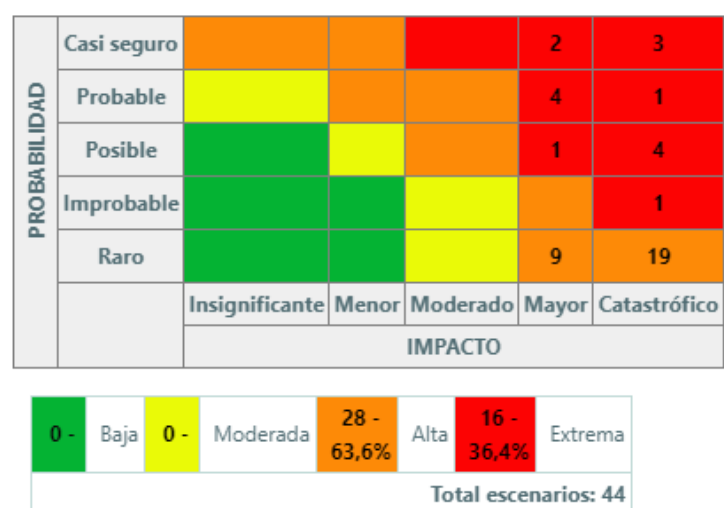 PROBABILIDAD
Casi seguro 2 3
Probable 4 1
Posible 1 4
Improbable 1
Raro 9 19
Insignificante Menor Moderado Mayor Catastrófico
IMPACTO
0 - Baja 0 - Moderada 28 - 63,6% Alta 16 - 36,4% Extrema
Total escenarios: 44